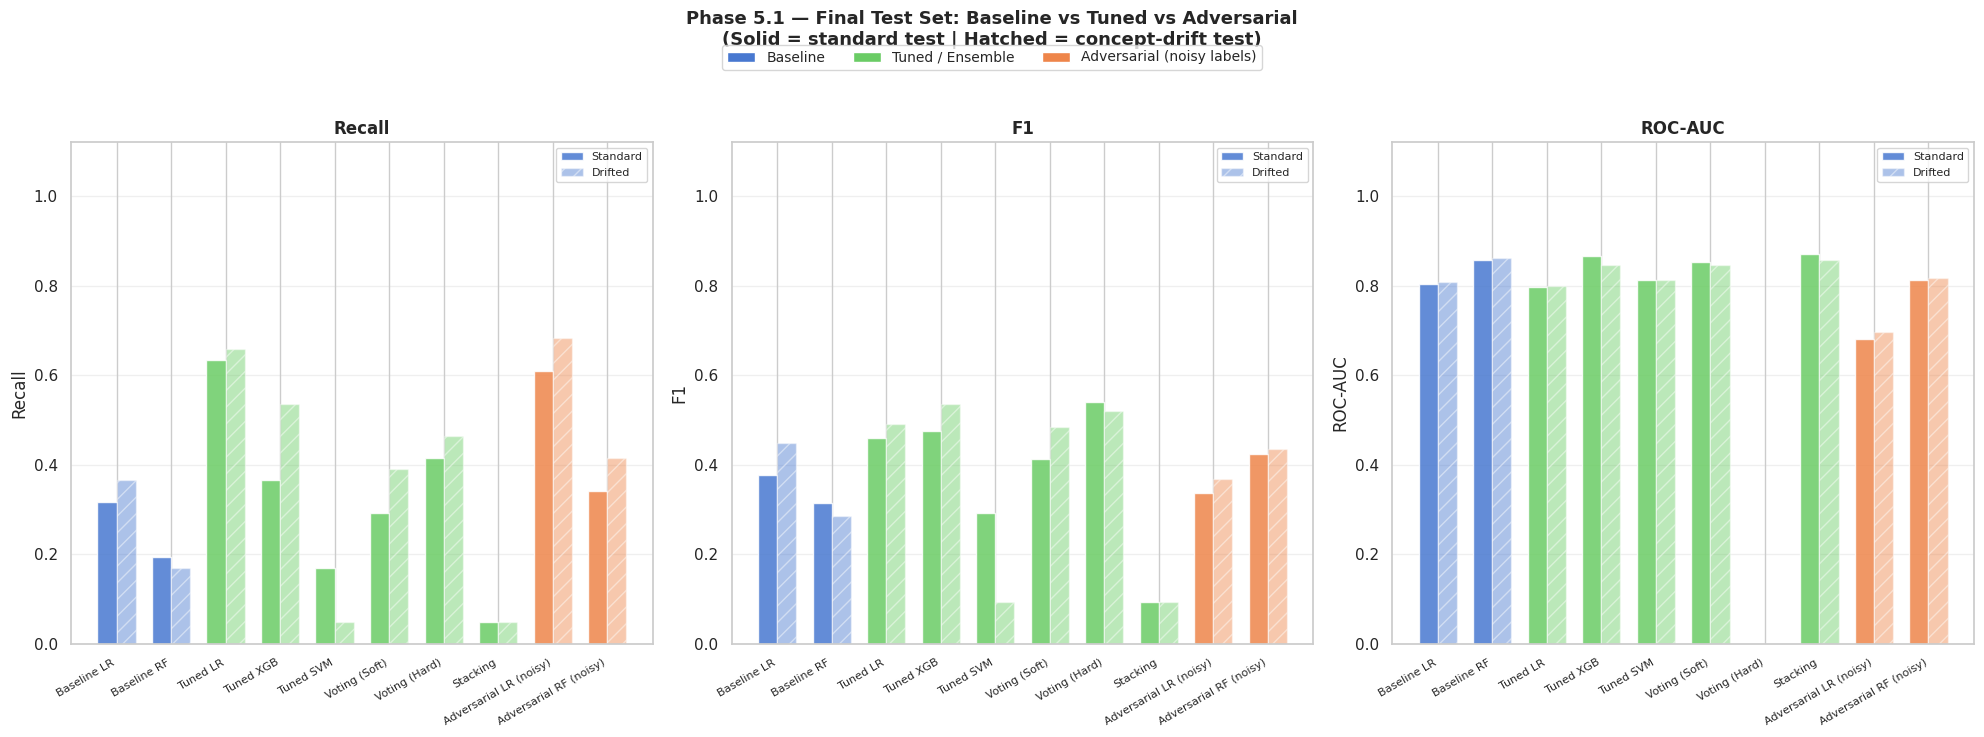 Phase 5.1 — Final Test Set: Baseline vs Tuned vs Adversarial
(Solid = standard test | Hatched = concept-drift test)
Baseline
Tuned / Ensemble
Adversarial (noisy labels)
Recall
Standard
Drifted
1.0
0.8
0.6
0.4
0.2
0.0
Recall
Baseline LR
Baseline RF
Tuned LR
Tuned XGB
Tuned SVM
Voting (Soft)
Voting (Hard)
Stacking
Adversarial LR (noisy)
Adversarial RF (noisy)
F1
Standard
Drifted
1.0
0.8
0.6
0.4
0.2
0.0
F1
Baseline LR
Baseline RF
Tuned LR
Tuned XGB
Tuned SVM
Voting (Soft)
Voting (Hard)
Stacking
Adversarial LR (noisy)
Adversarial RF (noisy)
ROC-AUC
Standard
Drifted
1.0
0.8
0.6
0.4
0.2
0.0
ROC-AUC
Baseline LR
Baseline RF
Tuned LR
Tuned XGB
Tuned SVM
Voting (Soft)
Voting (Hard)
Stacking
Adversarial LR (noisy)
Adversarial RF (noisy)